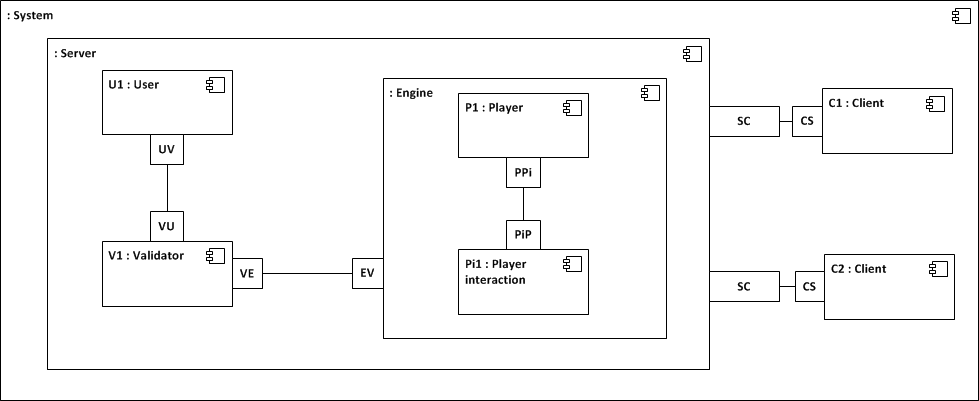 : System
: Server
U1 : User
UV
VU
V1 : Validator
VE
EV
: Engine
P1 : Player
PPi
PiP
Pi1 : Player
interaction
SC
CS
C1 : Client
SC
CS
C2 : Client